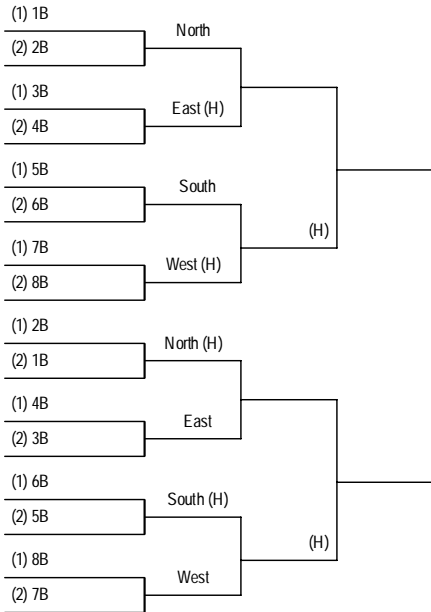 (1) 1B
North
(2) 2B
(1) 3B
East (H)
(2) 4B
(1) 5B
South
(2) 6B
(H)
(1) 7B
West (H)
(2) 8B
(1) 2B
North (H)
(2) 1B
(1) 4B
East
(2) 3B
(1) 6B
South (H)
(2) 5B
(H)
(1) 8B
West
(2) 7B